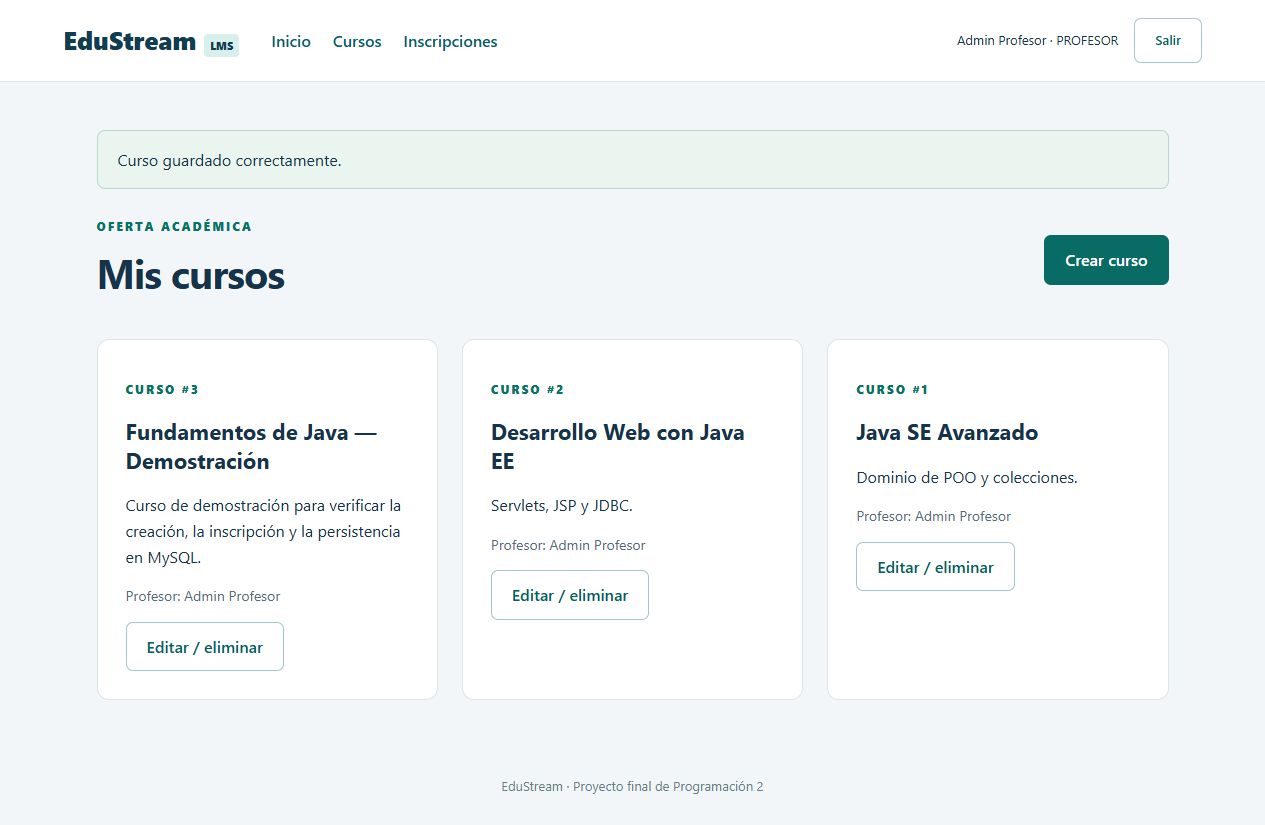 EduStream LMS Inicio Cursos Inscripciones Admin Profesor · PROFESOR Salir
Curso guardado correctamente.
OFERTA ACADÉMICA
Mis cursos
Crear curso
CURSO #3
Fundamentos de Java —
Demostración
Curso de demostración para verificar la
creación, la inscripción y la persistencia
en MySQL.
Profesor: Admin Profesor
Editar / eliminar
CURSO #2
Desarrollo Web con Java
EE
Servlets, JSP y JDBC.
Profesor: Admin Profesor
Editar / eliminar
CURSO #1
Java SE Avanzado
Dominio de POO y colecciones.
Profesor: Admin Profesor
Editar / eliminar
EduStream · Proyecto final de Programación 2